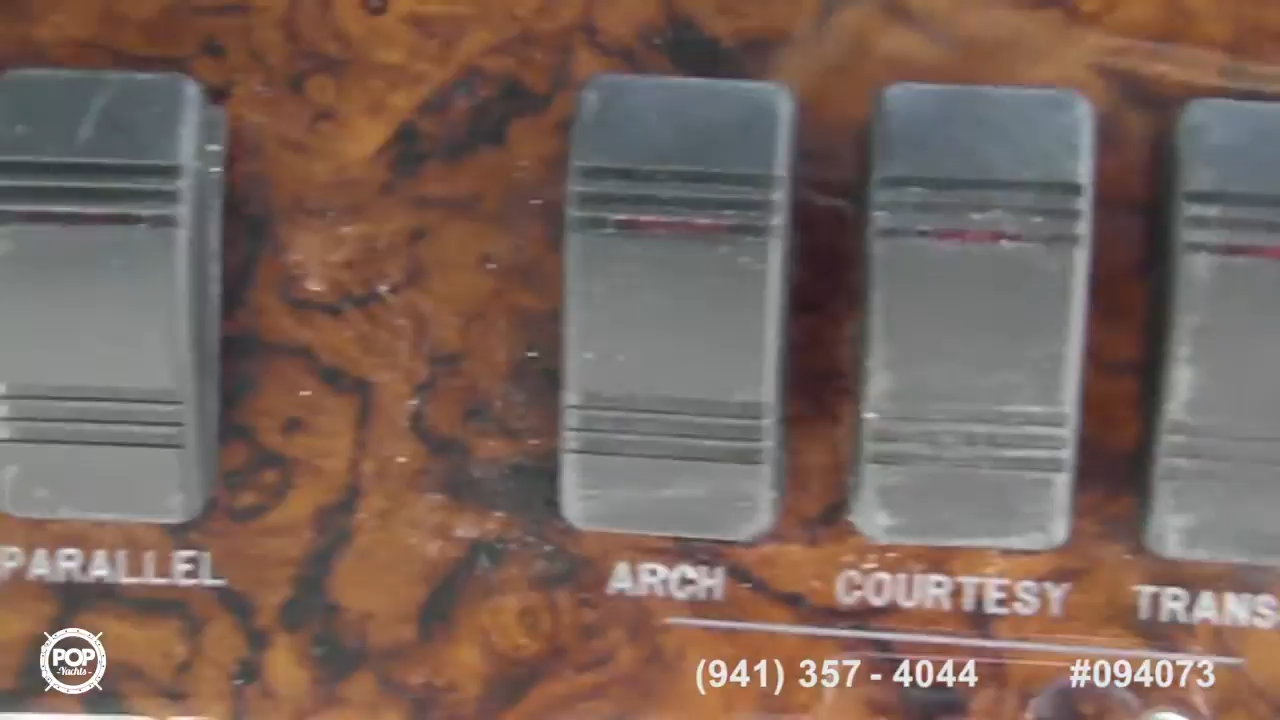 PARALLEL ARCH COURTESY TRANS
POP
Yachts
(941) 357 - 4044 #094073